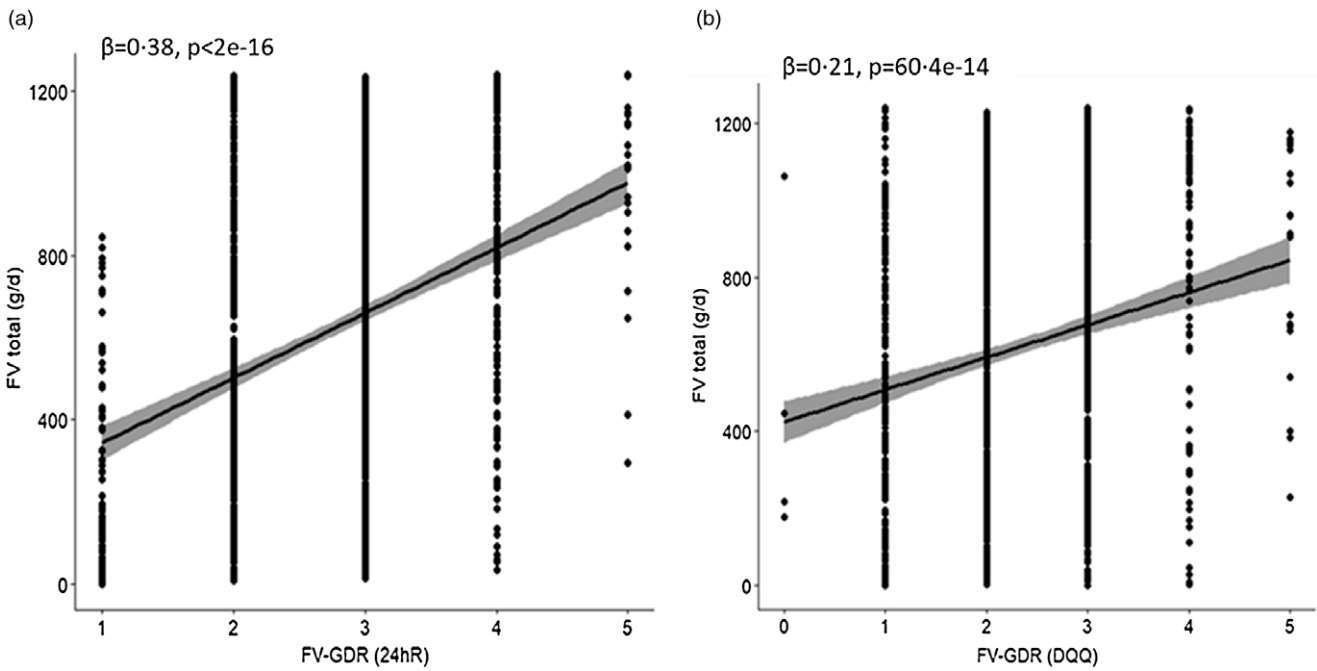 (a)
β=0·38, p<2e-16
1200
800
400
0
FV total (g/d)
1
2
3
4
5
FV-GDR (24hR)
(b)
β=0·21, p=60·4e-14
1200
800
400
0
FV total (g/d)
0
1
2
3
4
5
FV-GDR (DQQ)